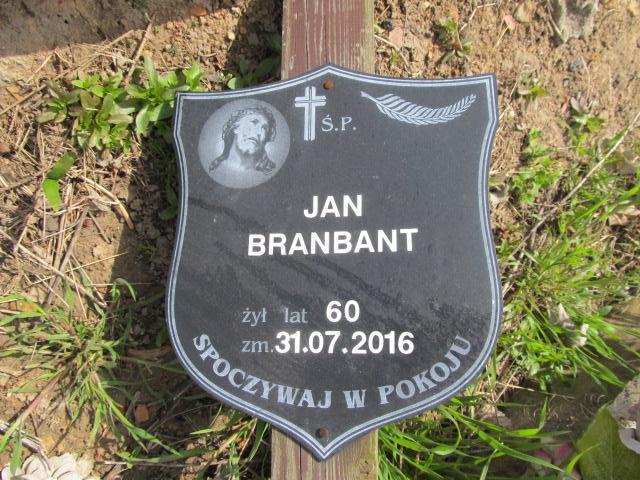 Ś.P.
JAN
BRANBANT
żył lat 60
zm.31.07.2016
SPOCZYWAJ W POKOJU